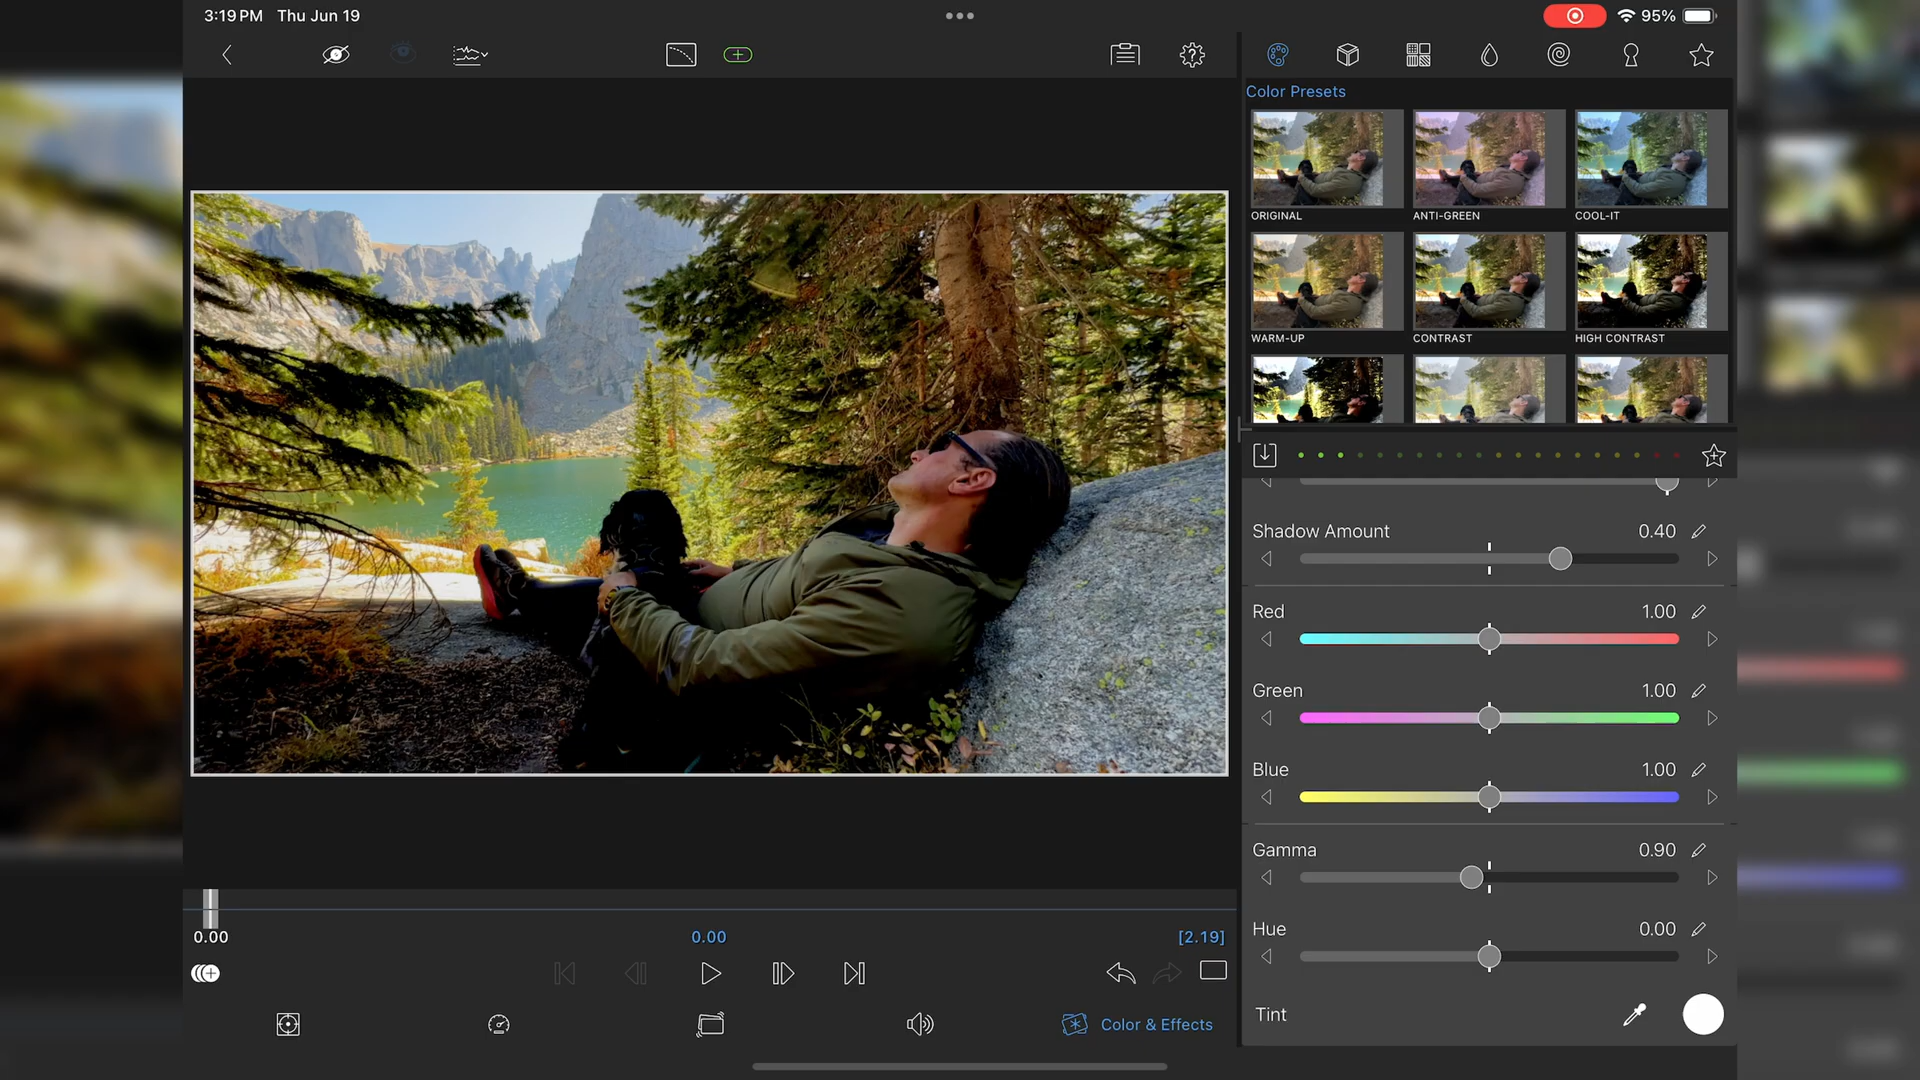 3:19 PM Thu Jun 19
95%
Color Presets
ORIGINAL
ANTI-GREEN
COOL-IT
WARM-UP
CONTRAST
HIGH CONTRAST
Shadow Amount
0.40
Red
1.00
Green
1.00
Blue
1.00
Gamma
0.90
Hue
0.00
Tint
0.00
0.00
[2.19]
Color & Effects